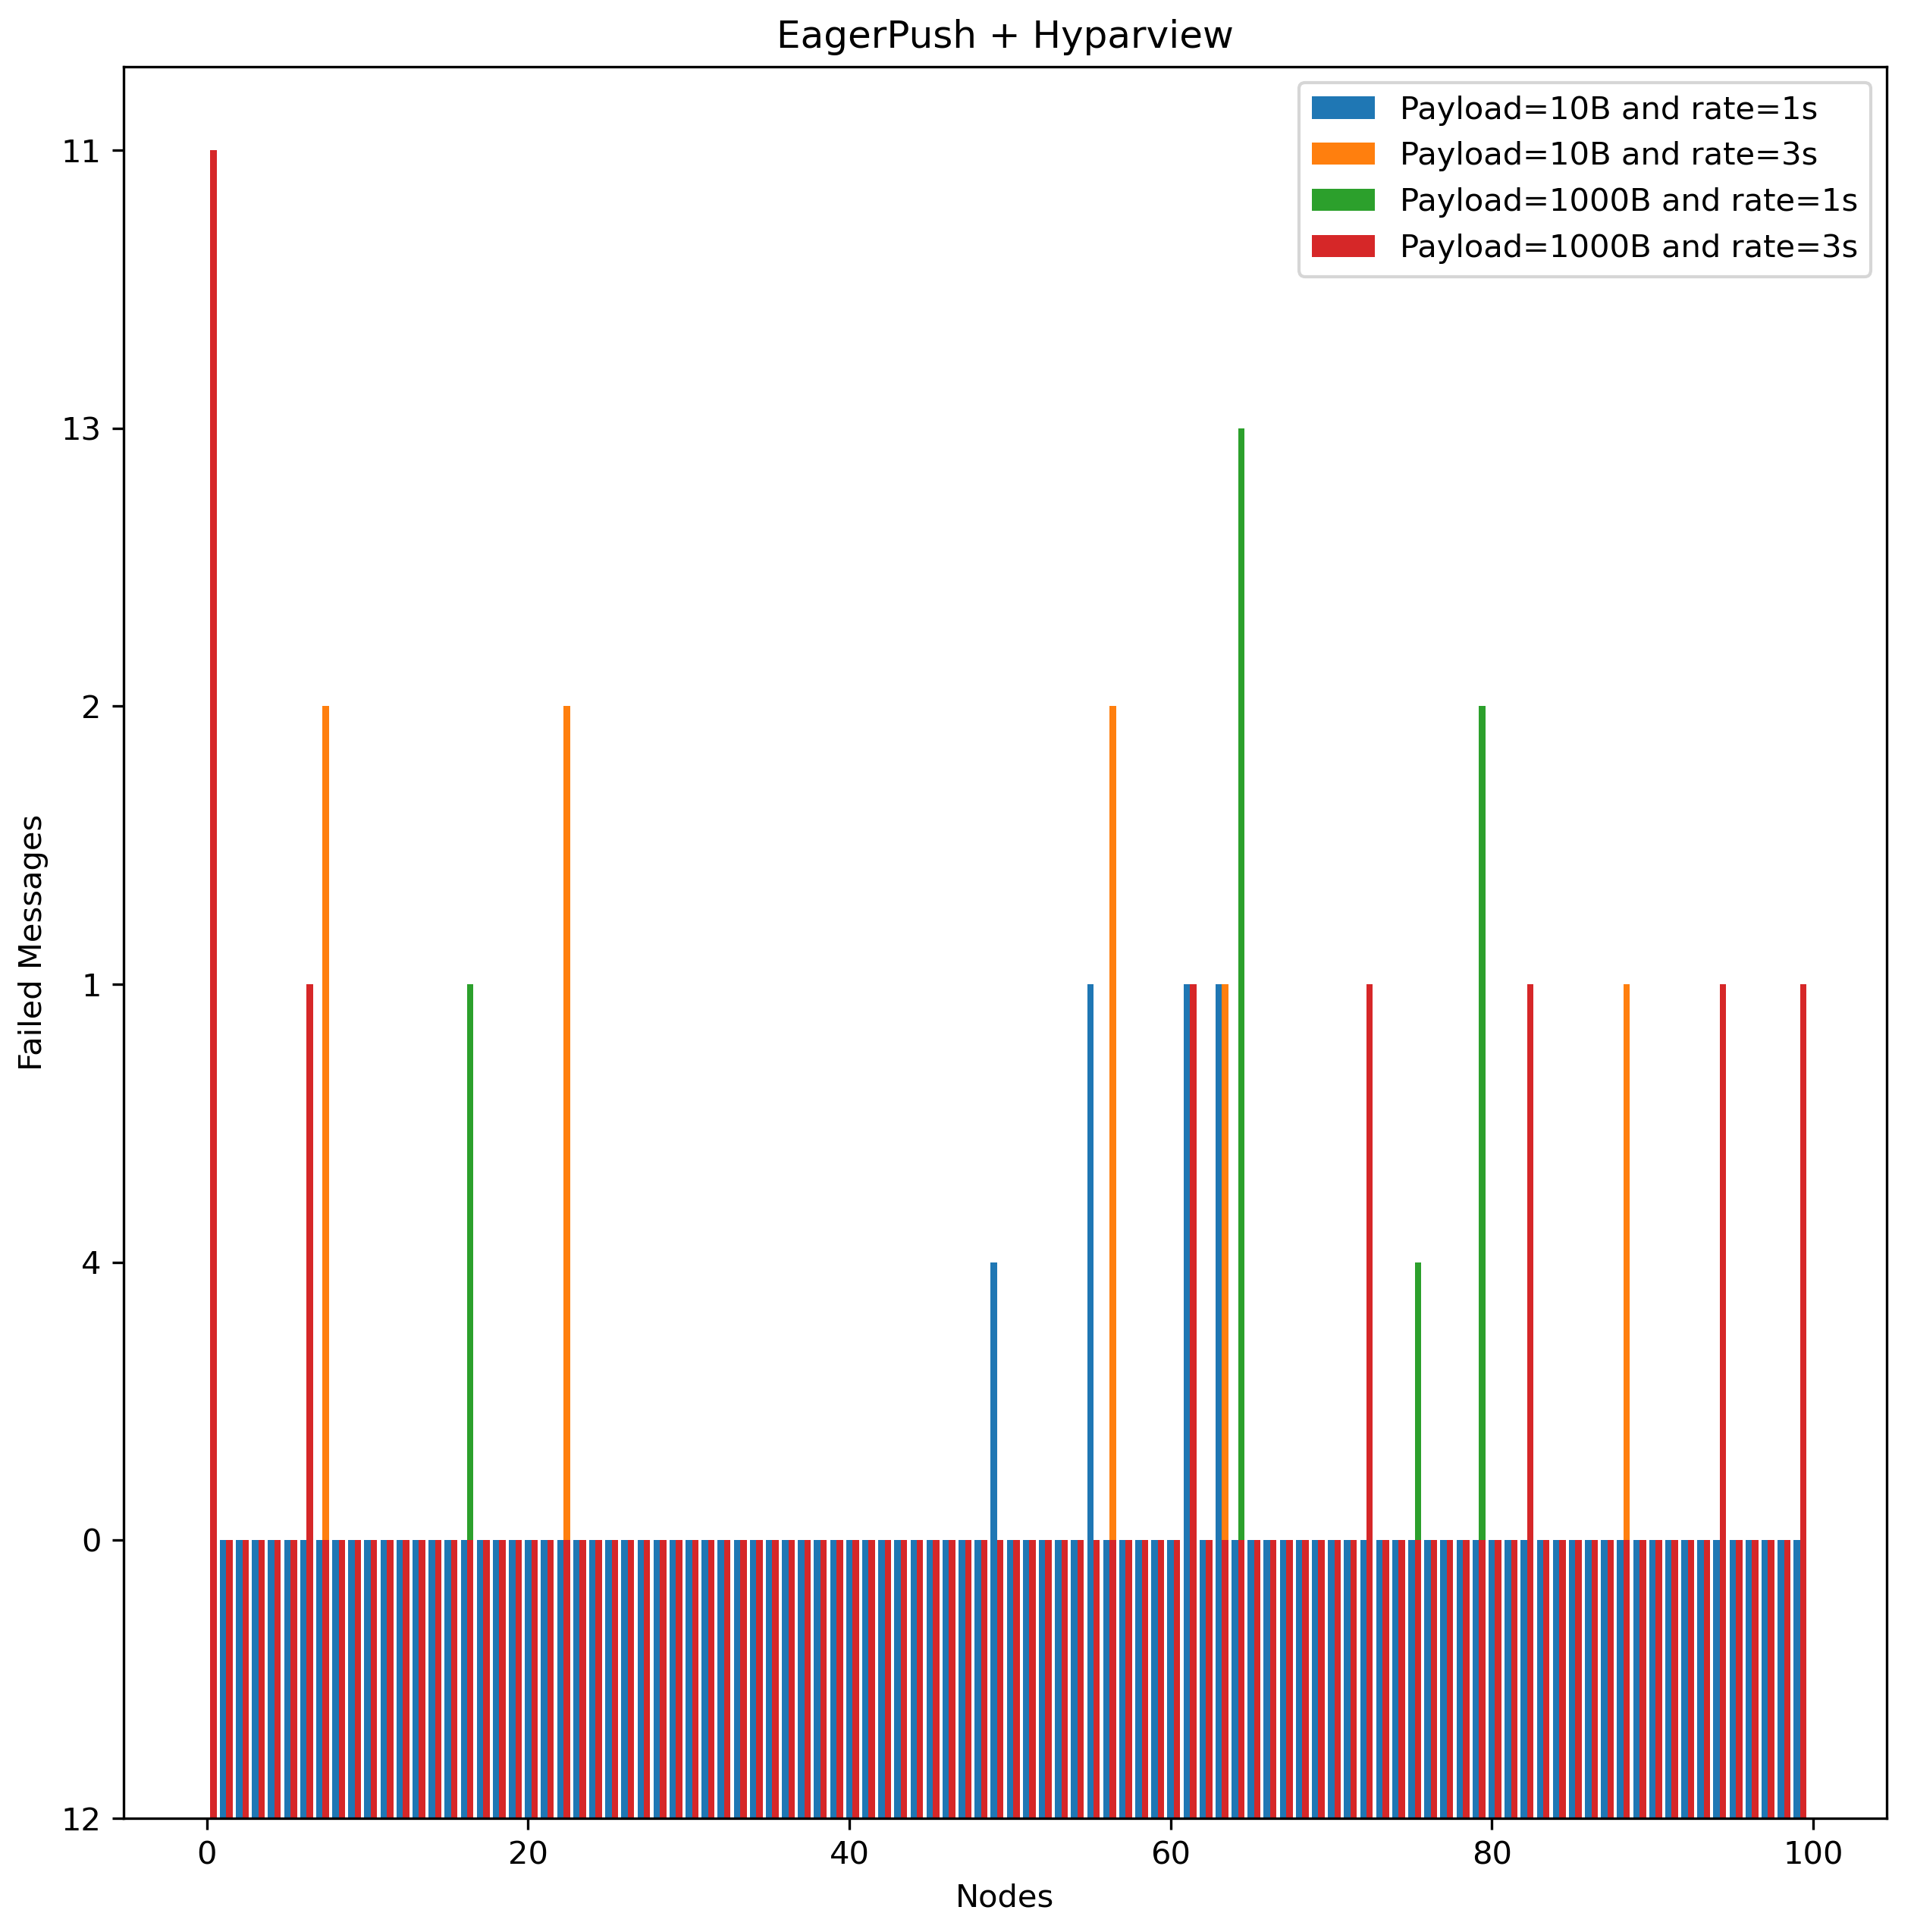 EagerPush + Hyparview
Payload=10B and rate=1s
Payload=10B and rate=3s
Payload=1000B and rate=1s
Payload=1000B and rate=3s
Failed Messages
11
13
2
1
4
0
12
0 20 40 60 80 100
Nodes